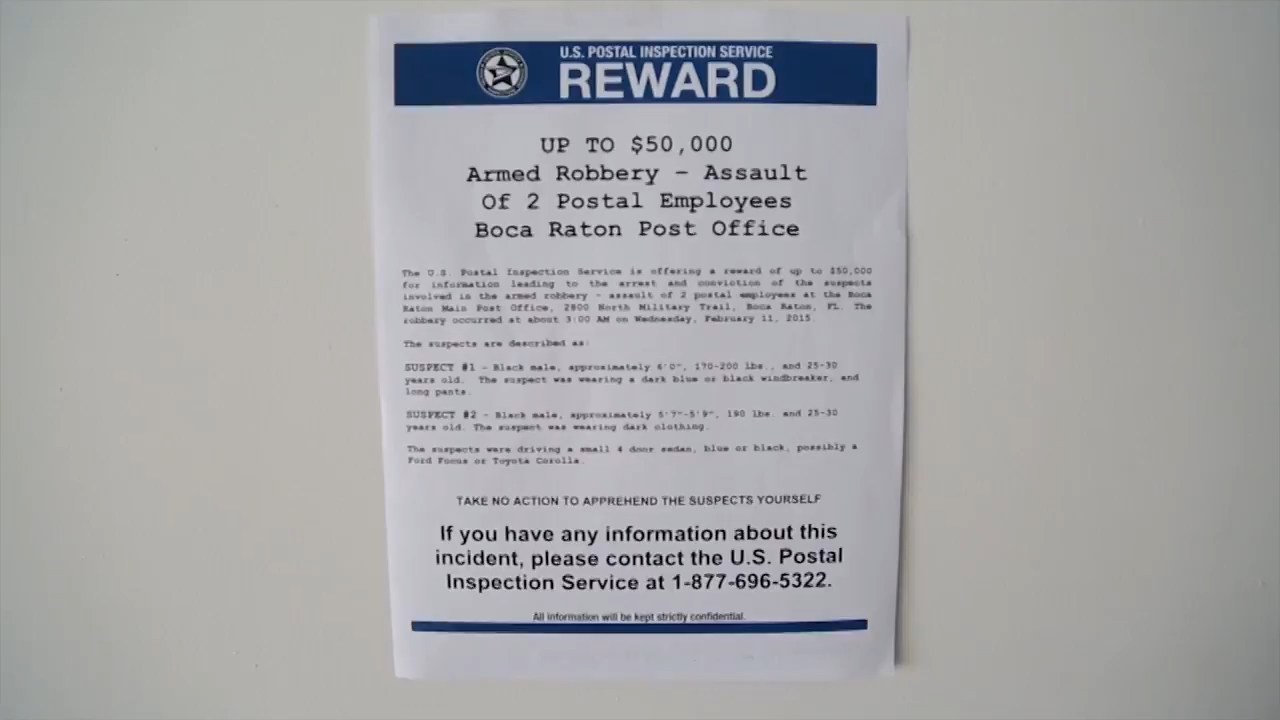 U.S. POSTAL INSPECTION SERVICE
REWARD
UP TO $50,000
Armed Robbery – Assault
Of 2 Postal Employees
Boca Raton Post Office
The U.S. Postal Inspection Service is offering a reward of up to $50,000
for information leading to the arrest and conviction of the suspects
involved in the armed robbery - assault of 2 postal employees at the Boca
Raton Main Post Office, 2800 North Military Trail, Boca Raton, FL. The
robbery occurred at about 3:00 AM on Wednesday, February 11, 2015.
The suspects are described as:
SUSPECT #1 - Black male, approximately 6'0", 170-200 lbs., and 25-30
years old. The suspect was wearing a dark blue or black windbreaker, and
long pants.
SUSPECT #2 - Black male, approximately 5'7"-5'9", 190 lbs. and 25-30
years old. The suspect was wearing dark clothing.
The suspects were driving a small 4 door sedan, blue or black, possibly a
Ford Focus or Toyota Corolla.
TAKE NO ACTION TO APPREHEND THE SUSPECTS YOURSELF
If you have any information about this
incident, please contact the U.S. Postal
Inspection Service at 1-877-696-5322.
All information will be kept strictly confidential.